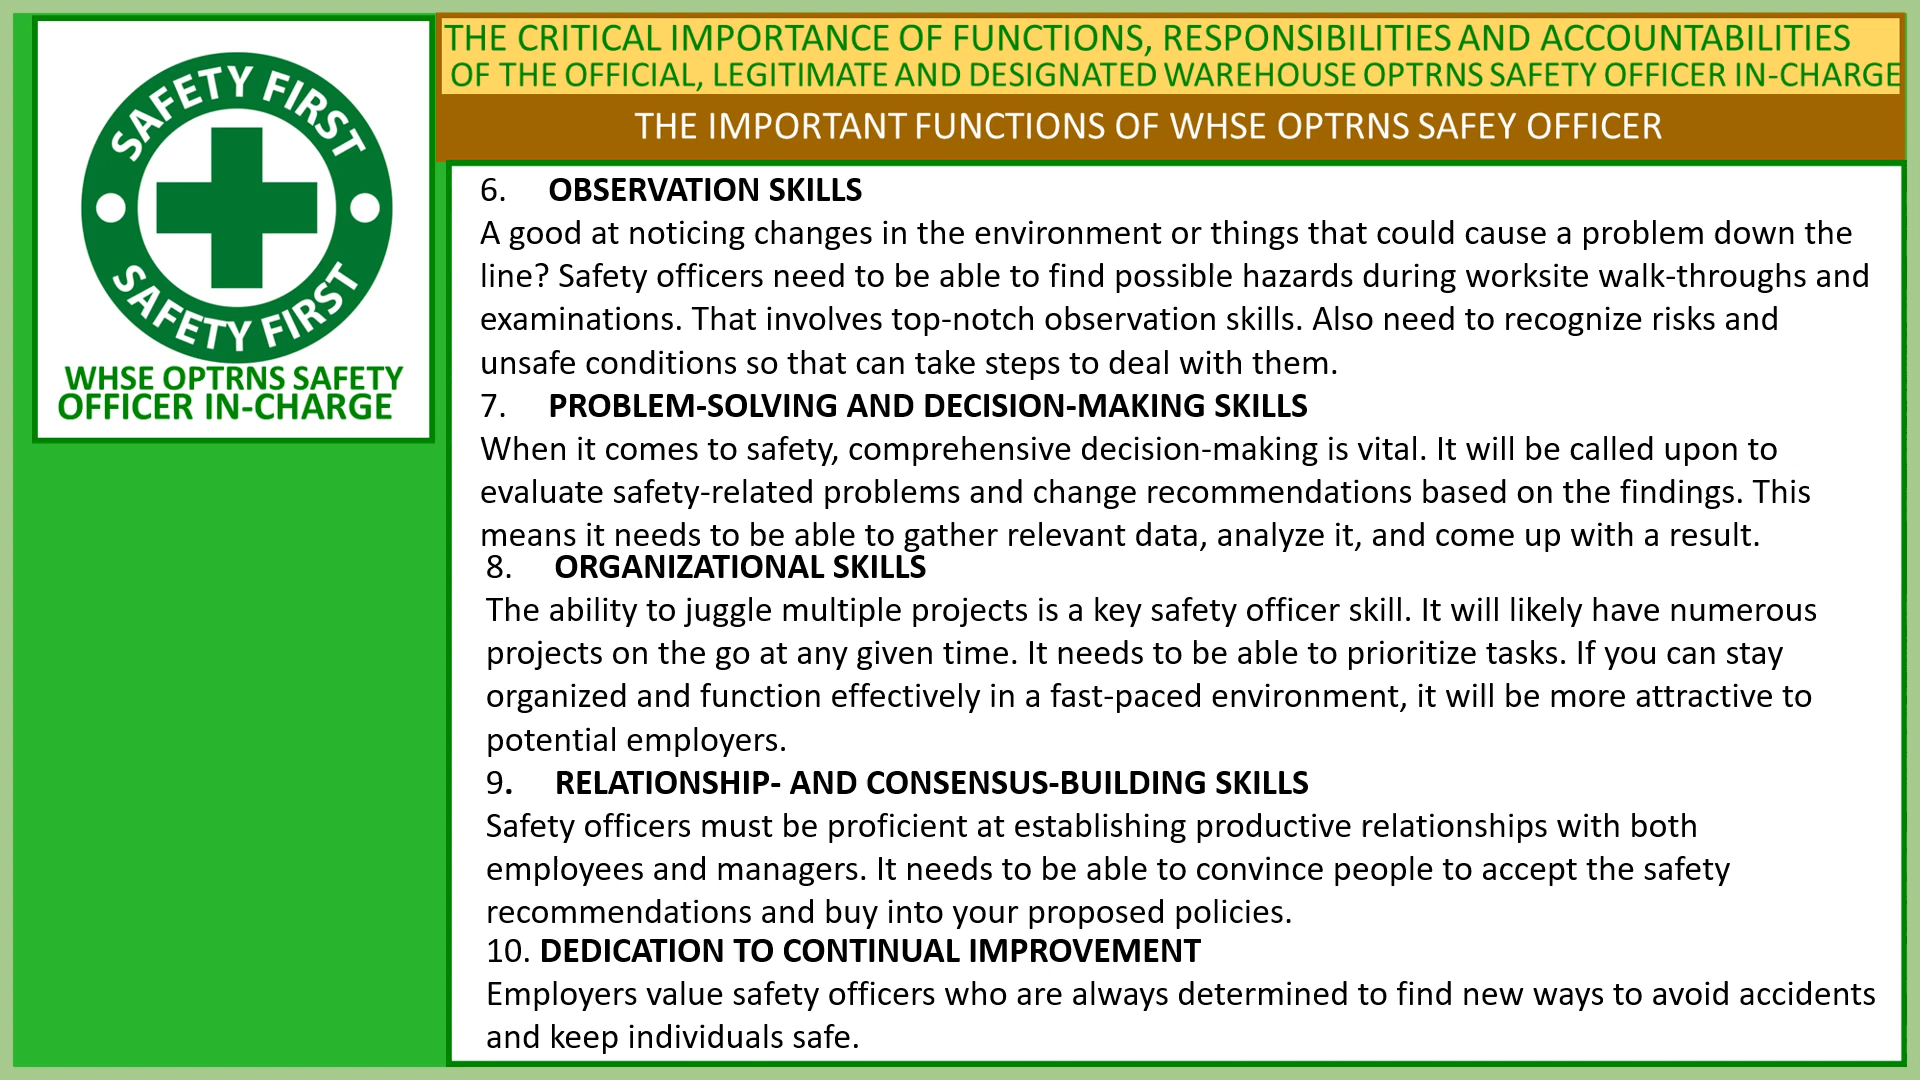 SAFETY FIRST
SAFETY FIRST
WHSE OPTRNS SAFETY
OFFICER IN-CHARGE
THE CRITICAL IMPORTANCE OF FUNCTIONS, RESPONSIBILITIES AND ACCOUNTABILITIES
OF THE OFFICIAL, LEGITIMATE AND DESIGNATED WAREHOUSE OPTRNS SAFETY OFFICER IN-CHARGE
THE IMPORTANT FUNCTIONS OF WHSE OPTRNS SAFEY OFFICER
6. OBSERVATION SKILLS
A good at noticing changes in the environment or things that could cause a problem down the
line? Safety officers need to be able to find possible hazards during worksite walk-throughs and
examinations. That involves top-notch observation skills. Also need to recognize risks and
unsafe conditions so that can take steps to deal with them.
7. PROBLEM-SOLVING AND DECISION-MAKING SKILLS
When it comes to safety, comprehensive decision-making is vital. It will be called upon to
evaluate safety-related problems and change recommendations based on the findings. This
means it needs to be able to gather relevant data, analyze it, and come up with a result.
8. ORGANIZATIONAL SKILLS
The ability to juggle multiple projects is a key safety officer skill. It will likely have numerous
projects on the go at any given time. It needs to be able to prioritize tasks. If you can stay
organized and function effectively in a fast-paced environment, it will be more attractive to
potential employers.
9. RELATIONSHIP- AND CONSENSUS-BUILDING SKILLS
Safety officers must be proficient at establishing productive relationships with both
employees and managers. It needs to be able to convince people to accept the safety
recommendations and buy into your proposed policies.
10. DEDICATION TO CONTINUAL IMPROVEMENT
Employers value safety officers who are always determined to find new ways to avoid accidents
and keep individuals safe.